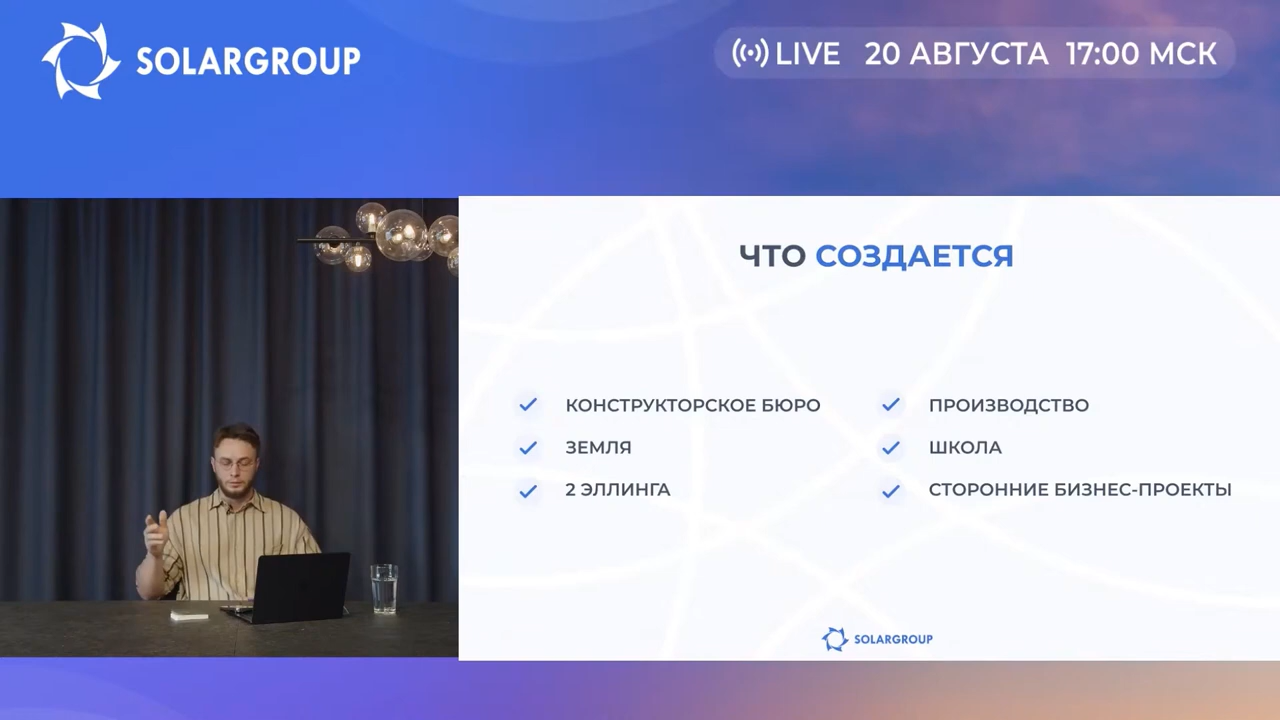 SOLARGROUP
LIVE 20 АВГУСТА 17:00 МСК
ЧТО СОЗДАЕТСЯ
КОНСТРУКТОРСКОЕ БЮРО
ЗЕМЛЯ
2 ЭЛЛИНГА
ПРОИЗВОДСТВО
ШКОЛА
СТОРОННИЕ БИЗНЕС-ПРОЕКТЫ
SOLARGROUP